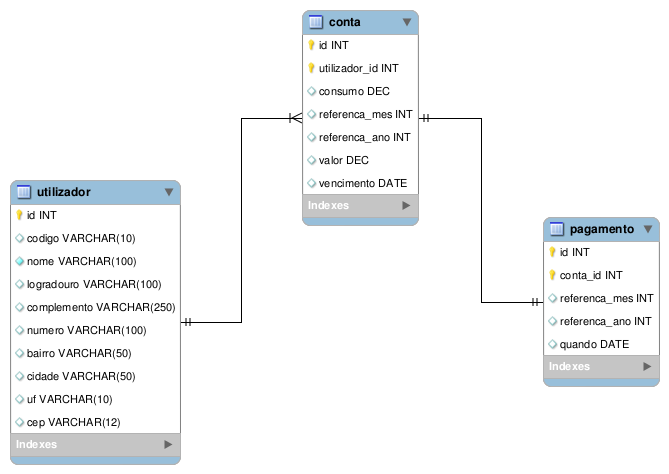 conta
id INT
utilizador_id INT
consumo DEC
referenca_mes INT
referenca_ano INT
valor DEC
vencimento DATE
Indexes
utilizador
id INT
codigo VARCHAR(10)
nome VARCHAR(100)
logradouro VARCHAR(100)
complemento VARCHAR(250)
numero VARCHAR(100)
bairro VARCHAR(50)
cidade VARCHAR(50)
uf VARCHAR(10)
cep VARCHAR(12)
Indexes
pagamento
id INT
conta_id INT
referenca_mes INT
referenca_ano INT
quando DATE
Indexes